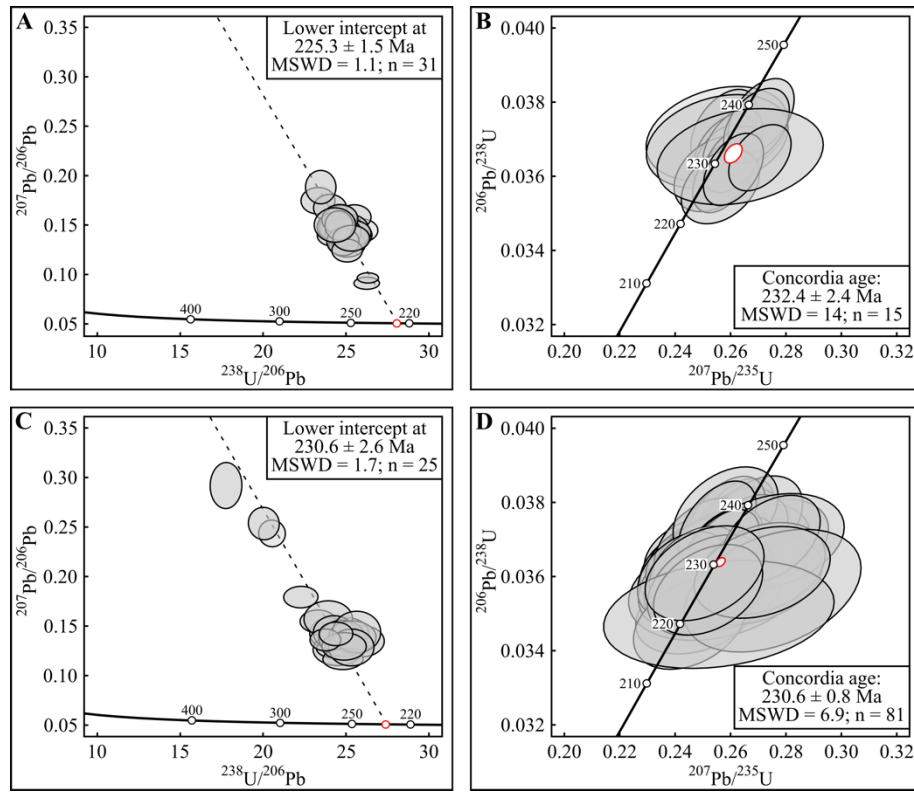 A
Lower intercept at
225.3 ± 1.5 Ma
MSWD = 1.1; n = 31
0.35
0.30
0.25
0.20
0.15
0.10
0.05
207Pb/206Pb
400
300
250
220
10
15
20
25
30
238U/206Pb
B
0.040
0.038
0.036
0.034
0.032
206Pb/238U
250
240
230
220
210
Concordia age:
232.4 ± 2.4 Ma
MSWD = 14; n = 15
0.20
0.22
0.24
0.26
0.28
0.30
0.32
207Pb/235U
C
Lower intercept at
230.6 ± 2.6 Ma
MSWD = 1.7; n = 25
0.35
0.30
0.25
0.20
0.15
0.10
0.05
207Pb/206Pb
400
300
250
220
10
15
20
25
30
238U/206Pb
D
0.040
0.038
0.036
0.034
0.032
206Pb/238U
250
240
230
220
210
Concordia age:
230.6 ± 0.8 Ma
MSWD = 6.9; n = 81
0.20
0.22
0.24
0.26
0.28
0.30
0.32
207Pb/235U